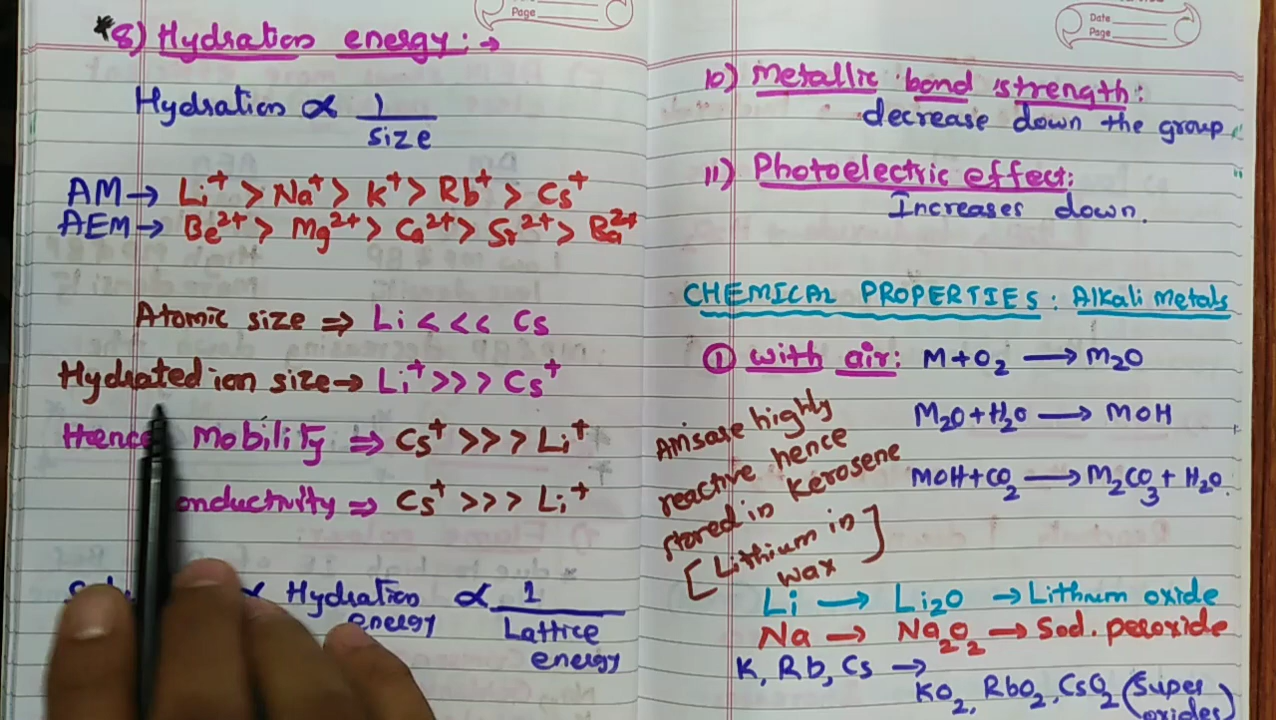 Page
*8) Hydration energy: →
Hydration ∝ 1/size
AM → Li⁺ > Na⁺ > K⁺ > Rb⁺ > Cs⁺
AEM → Be²⁺ > Mg²⁺ > Ca²⁺ > Sr²⁺ > Ba²⁺
Atomic size ⇒ Li <<< Cs
Hydrated ion size → Li⁺ >>> Cs⁺
Hence Mobility ⇒ Cs⁺ >>> Li⁺
onductivity ⇒ Cs⁺ >>> Li⁺
∝ Hydration energy ∝ 1/Lattice energy
Date
Page
10) Metallic bond strength:
decrease down the group.
11) Photoelectric effect:
Increases down.
CHEMICAL PROPERTIES: Alkali metals
① with air: M+O₂ ⟶ M₂O
M₂O+H₂O ⟶ MOH
MOH+CO₂ ⟶ M₂CO₃ + H₂O.
highly
reactive hence
stored in Kerosene
[Lithium in
wax]
Li → Li₂O → Lithium oxide
Na → Na₂O₂ → Sod. peroxide
K, Rb, Cs →
KO₂, RbO₂, CsO₂ (Super
oxides)